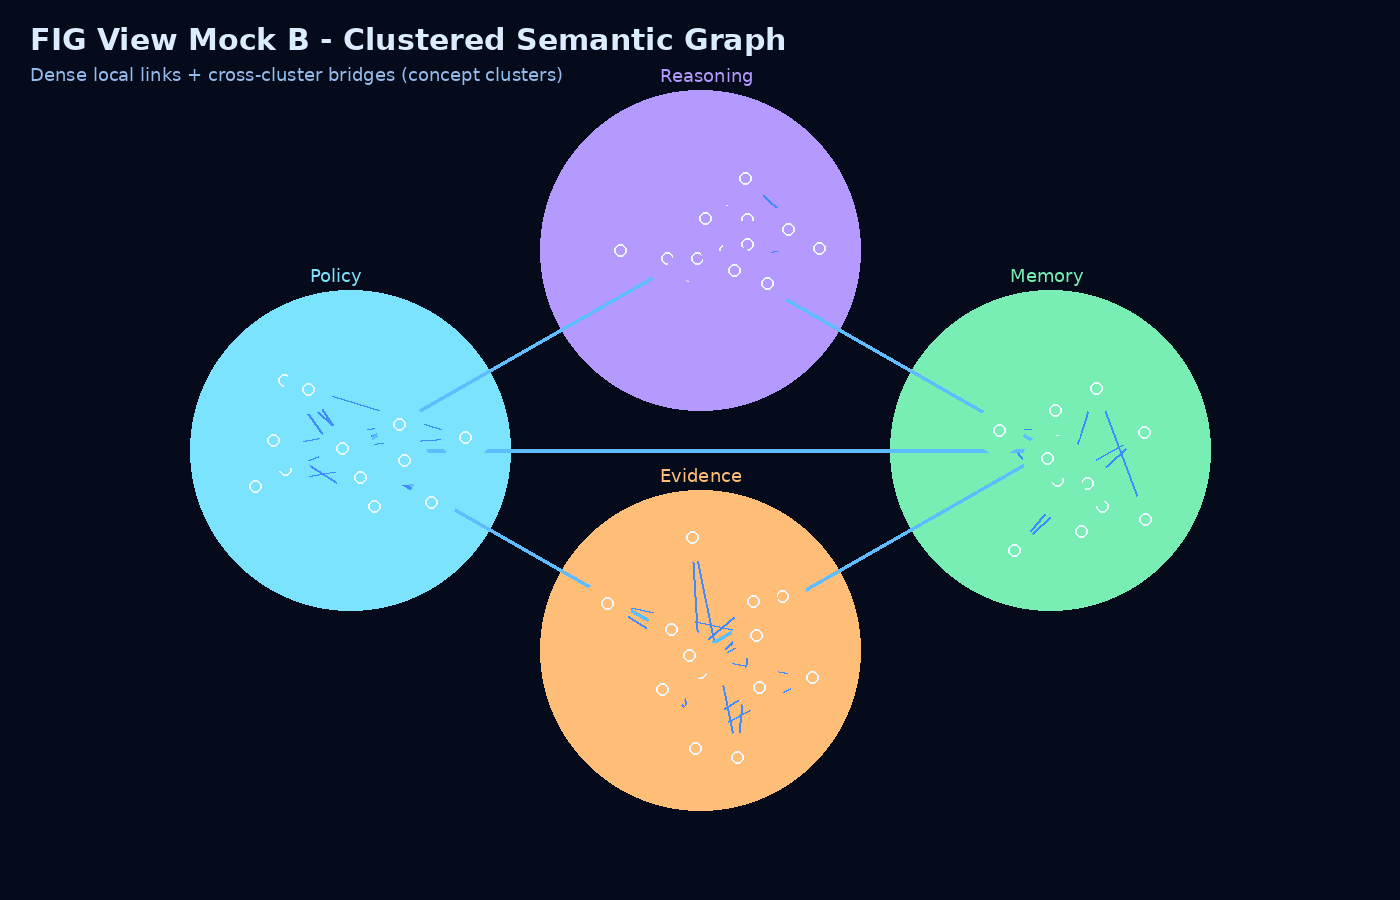 FIG View Mock B - Clustered Semantic Graph
Dense local links + cross-cluster bridges (concept clusters)
Reasoning
Policy
Memory
Evidence